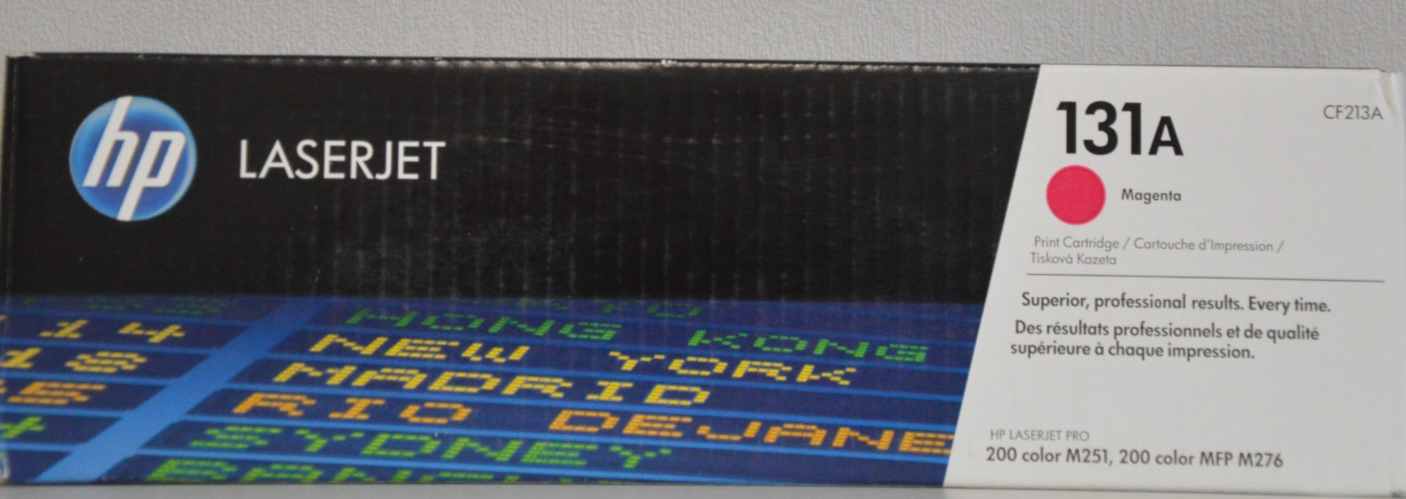 hp LASERJET
131A
CF213A
Magenta
Print Cartridge / Cartouche d'Impression /
Tisková Kazeta
Superior, professional results. Every time.
Des résultats professionnels et de qualité
supérieure à chaque impression.
HP LASERJET PRO
200 color M251, 200 color MFP M276
HONG KONG
14 NEW YORK
18 MADRID
RIO DEJANE
SYDNEY